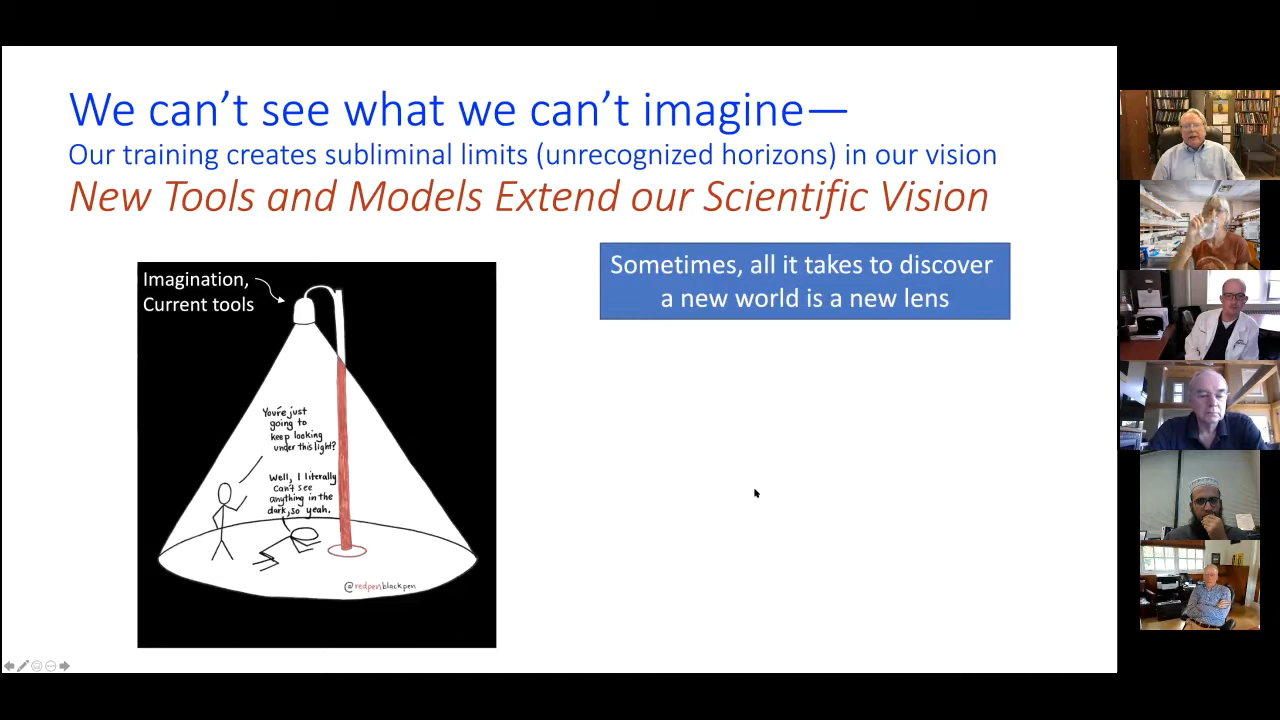 We can't see what we can't imagine—
Our training creates subliminal limits (unrecognized horizons) in our vision
New Tools and Models Extend our Scientific Vision
Imagination,
Current tools
Sometimes, all it takes to discover
a new world is a new lens
You're just
going to
keep looking
under this light?
Well, I literally
can't see
anything in the
dark, so yeah.
@redpenblackpen